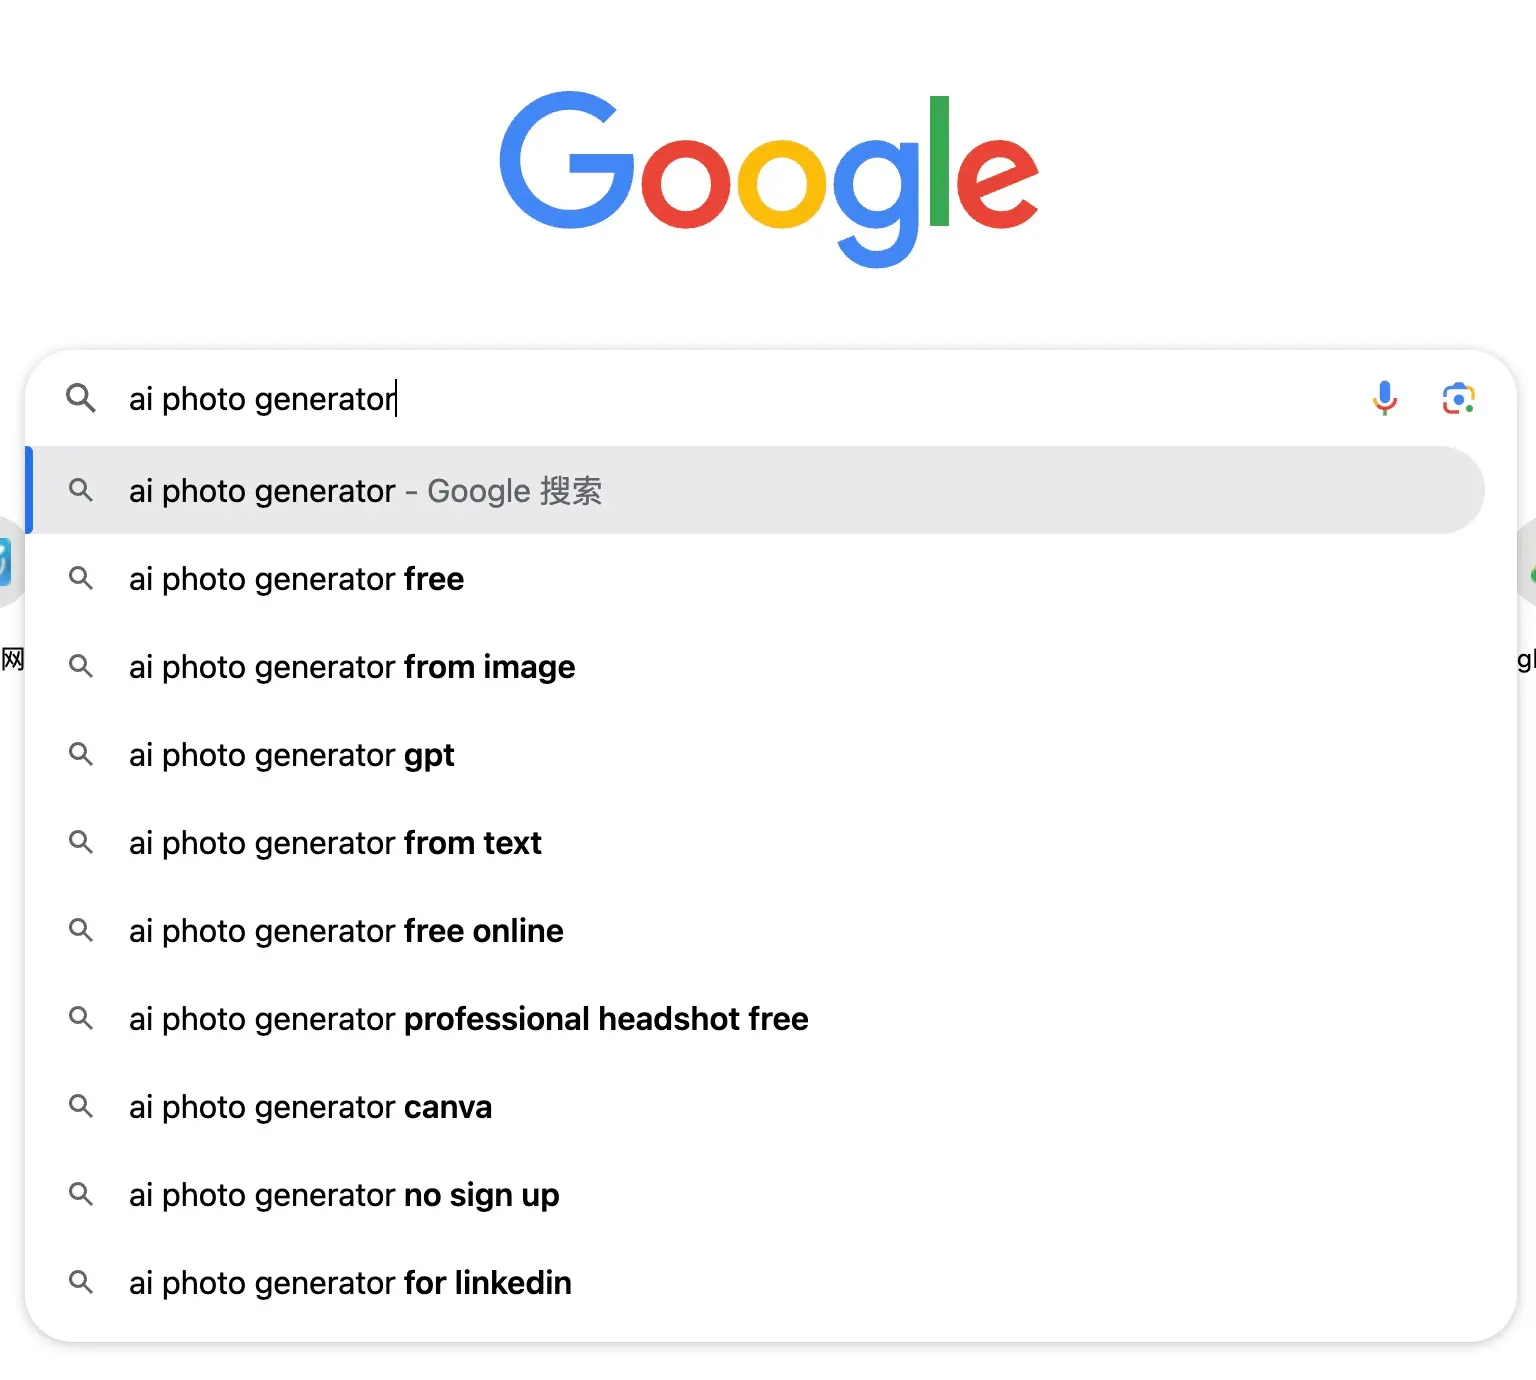 Google
ai photo generator
ai photo generator - Google 搜索
ai photo generator free
ai photo generator from image
网
gl
ai photo generator gpt
ai photo generator from text
ai photo generator free online
ai photo generator professional headshot free
ai photo generator canva
ai photo generator no sign up
ai photo generator for linkedin